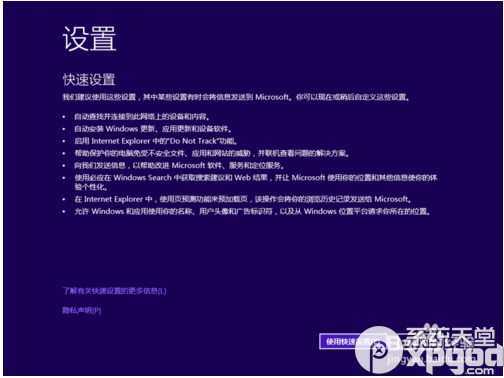 设置
快速设置
我们建议使用这些设置，其中某些设置有时会将信息发送到 Microsoft。你可以现在或稍后自定义这些设置。
• 自动查找并连接到此网络上的设备和内容。
• 自动安装 Windows 更新、应用更新和设备软件。
• 启用 Internet Explorer 中的“Do Not Track”功能。
• 帮助保护你的电脑免受不安全文件、应用和网站的威胁，并联机查看问题的解决方案。
• 向我们发送信息，以帮助改进 Microsoft 软件、服务和定位服务。
• 使用必应在 Windows Search 中获取搜索建议和 Web 结果，并让 Microsoft 使用你的位置和其他信息使你的体
验个性化。
• 在 Internet Explorer 中，使用页预测功能来预加载页，该操作会将你的浏览历史记录发送给 Microsoft。
• 允许 Windows 和应用使用你的名称、用户头像和广告标识符，以及从 Windows 位置平台请求你所在的位置。
了解有关快速设置的更多信息(L)
隐私声明(P)
使用快速设置
系统天堂
xpgod.com